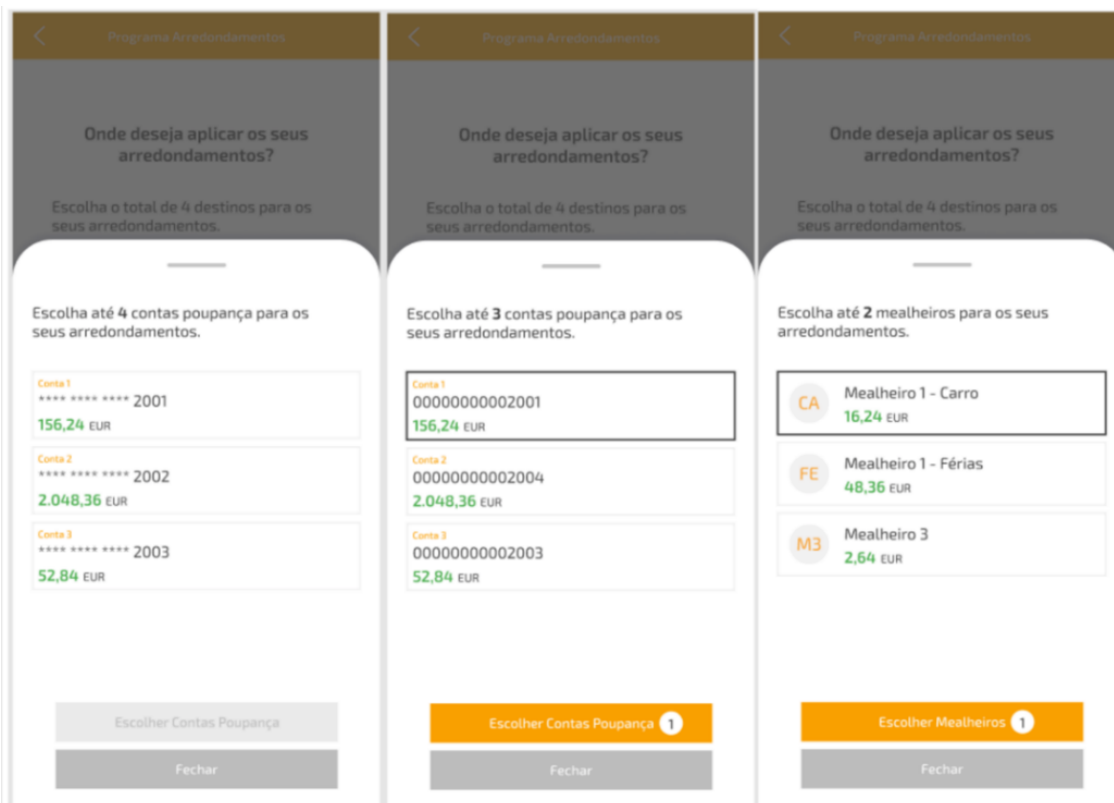 Programa Arredondamentos
Onde deseja aplicar os seus
arredondamentos?
Escolha o total de 4 destinos para os
seus arredondamentos.
Escolha até 4 contas poupança para os
seus arredondamentos.
Conta 1
**** **** **** 2001
156,24 EUR
Conta 2
**** **** **** 2002
2.048,36 EUR
Conta 3
**** **** **** 2003
52,84 EUR
Escolher Contas Poupança
Fechar
Programa Arredondamentos
Onde deseja aplicar os seus
arredondamentos?
Escolha o total de 4 destinos para os
seus arredondamentos.
Escolha até 3 contas poupança para os
seus arredondamentos.
Conta 1
00000000002001
156,24 EUR
Conta 2
00000000002004
2.048,36 EUR
Conta 3
00000000002003
52,84 EUR
Escolher Contas Poupança 1
Fechar
Programa Arredondamentos
Onde deseja aplicar os seus
arredondamentos?
Escolha o total de 4 destinos para os
seus arredondamentos.
Escolha até 2 mealheiros para os seus
arredondamentos.
CA
Mealheiro 1 - Carro
16,24 EUR
FE
Mealheiro 1 - Férias
48,36 EUR
M3
Mealheiro 3
2,64 EUR
Escolher Mealheiros 1
Fechar